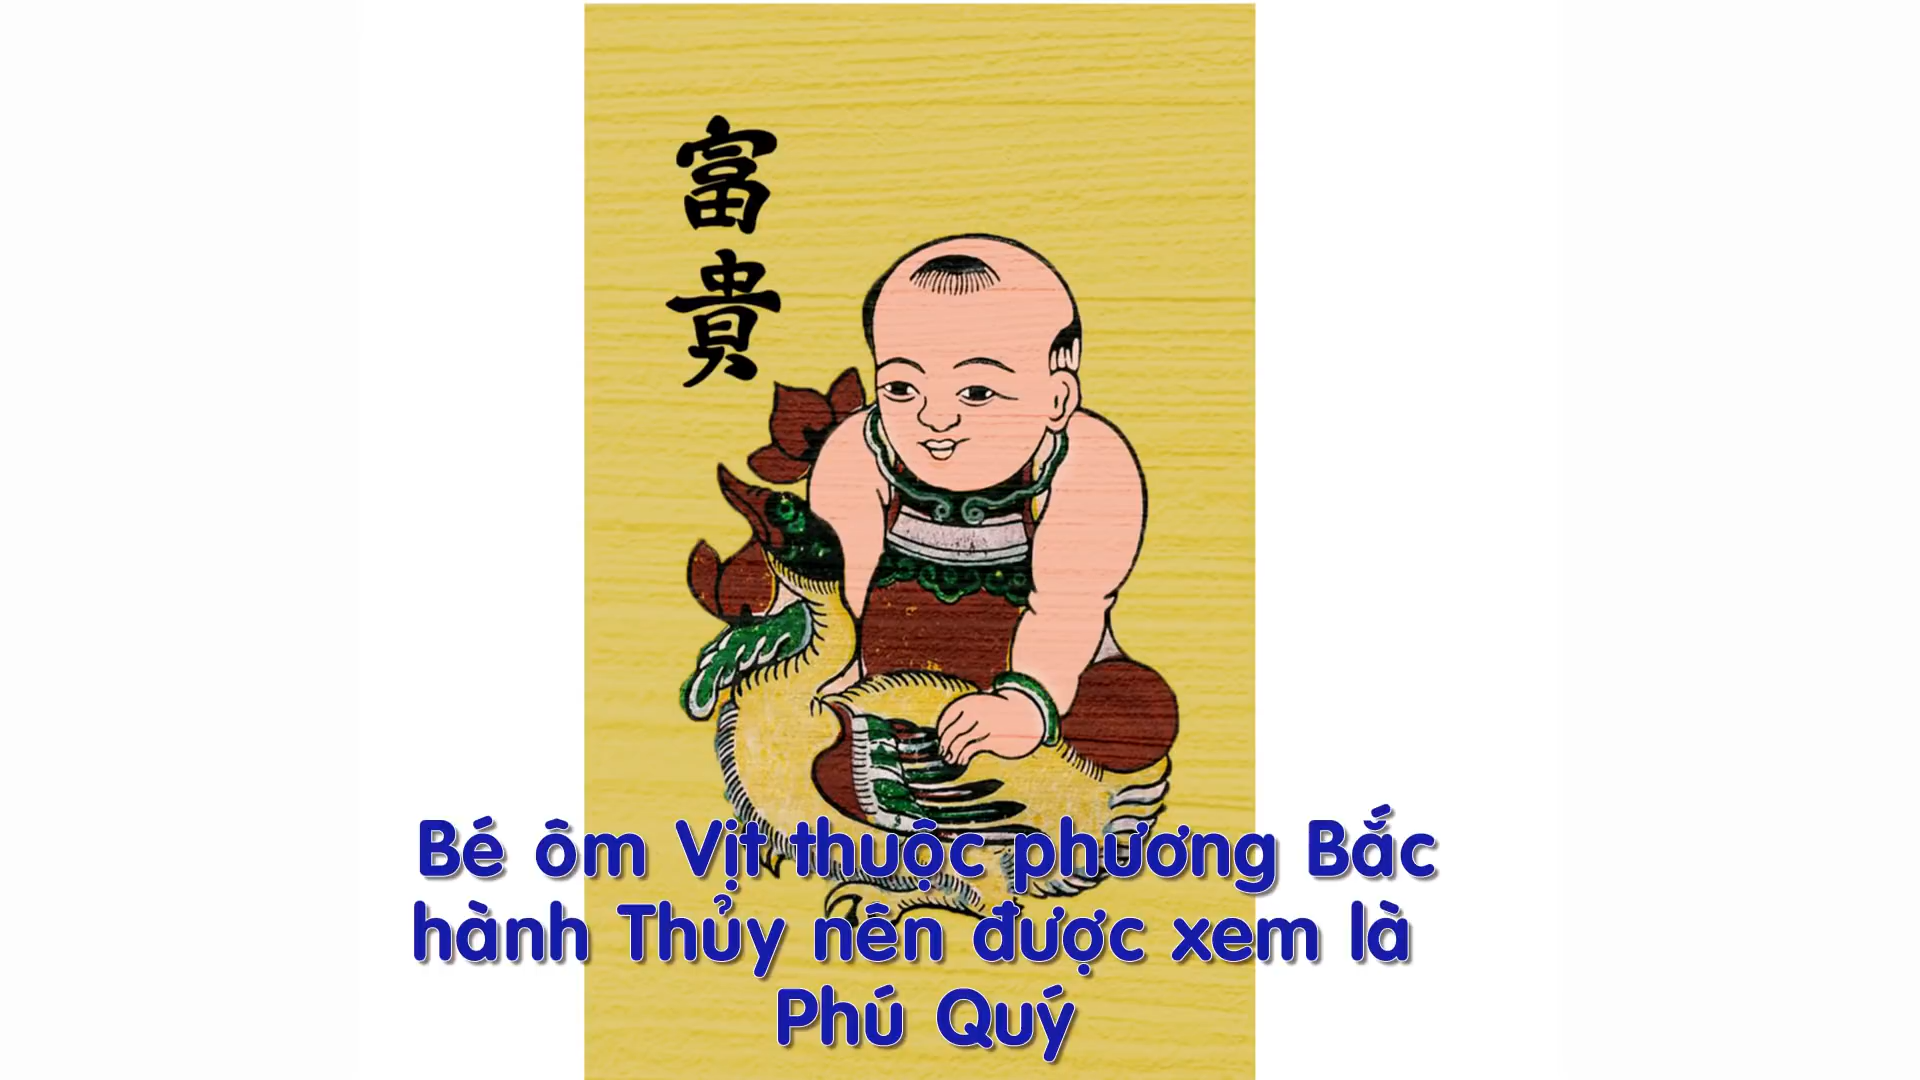 富貴
Bé ôm Vịt thuộc phương Bắc
hành Thủy nên được xem là
Phú Quý